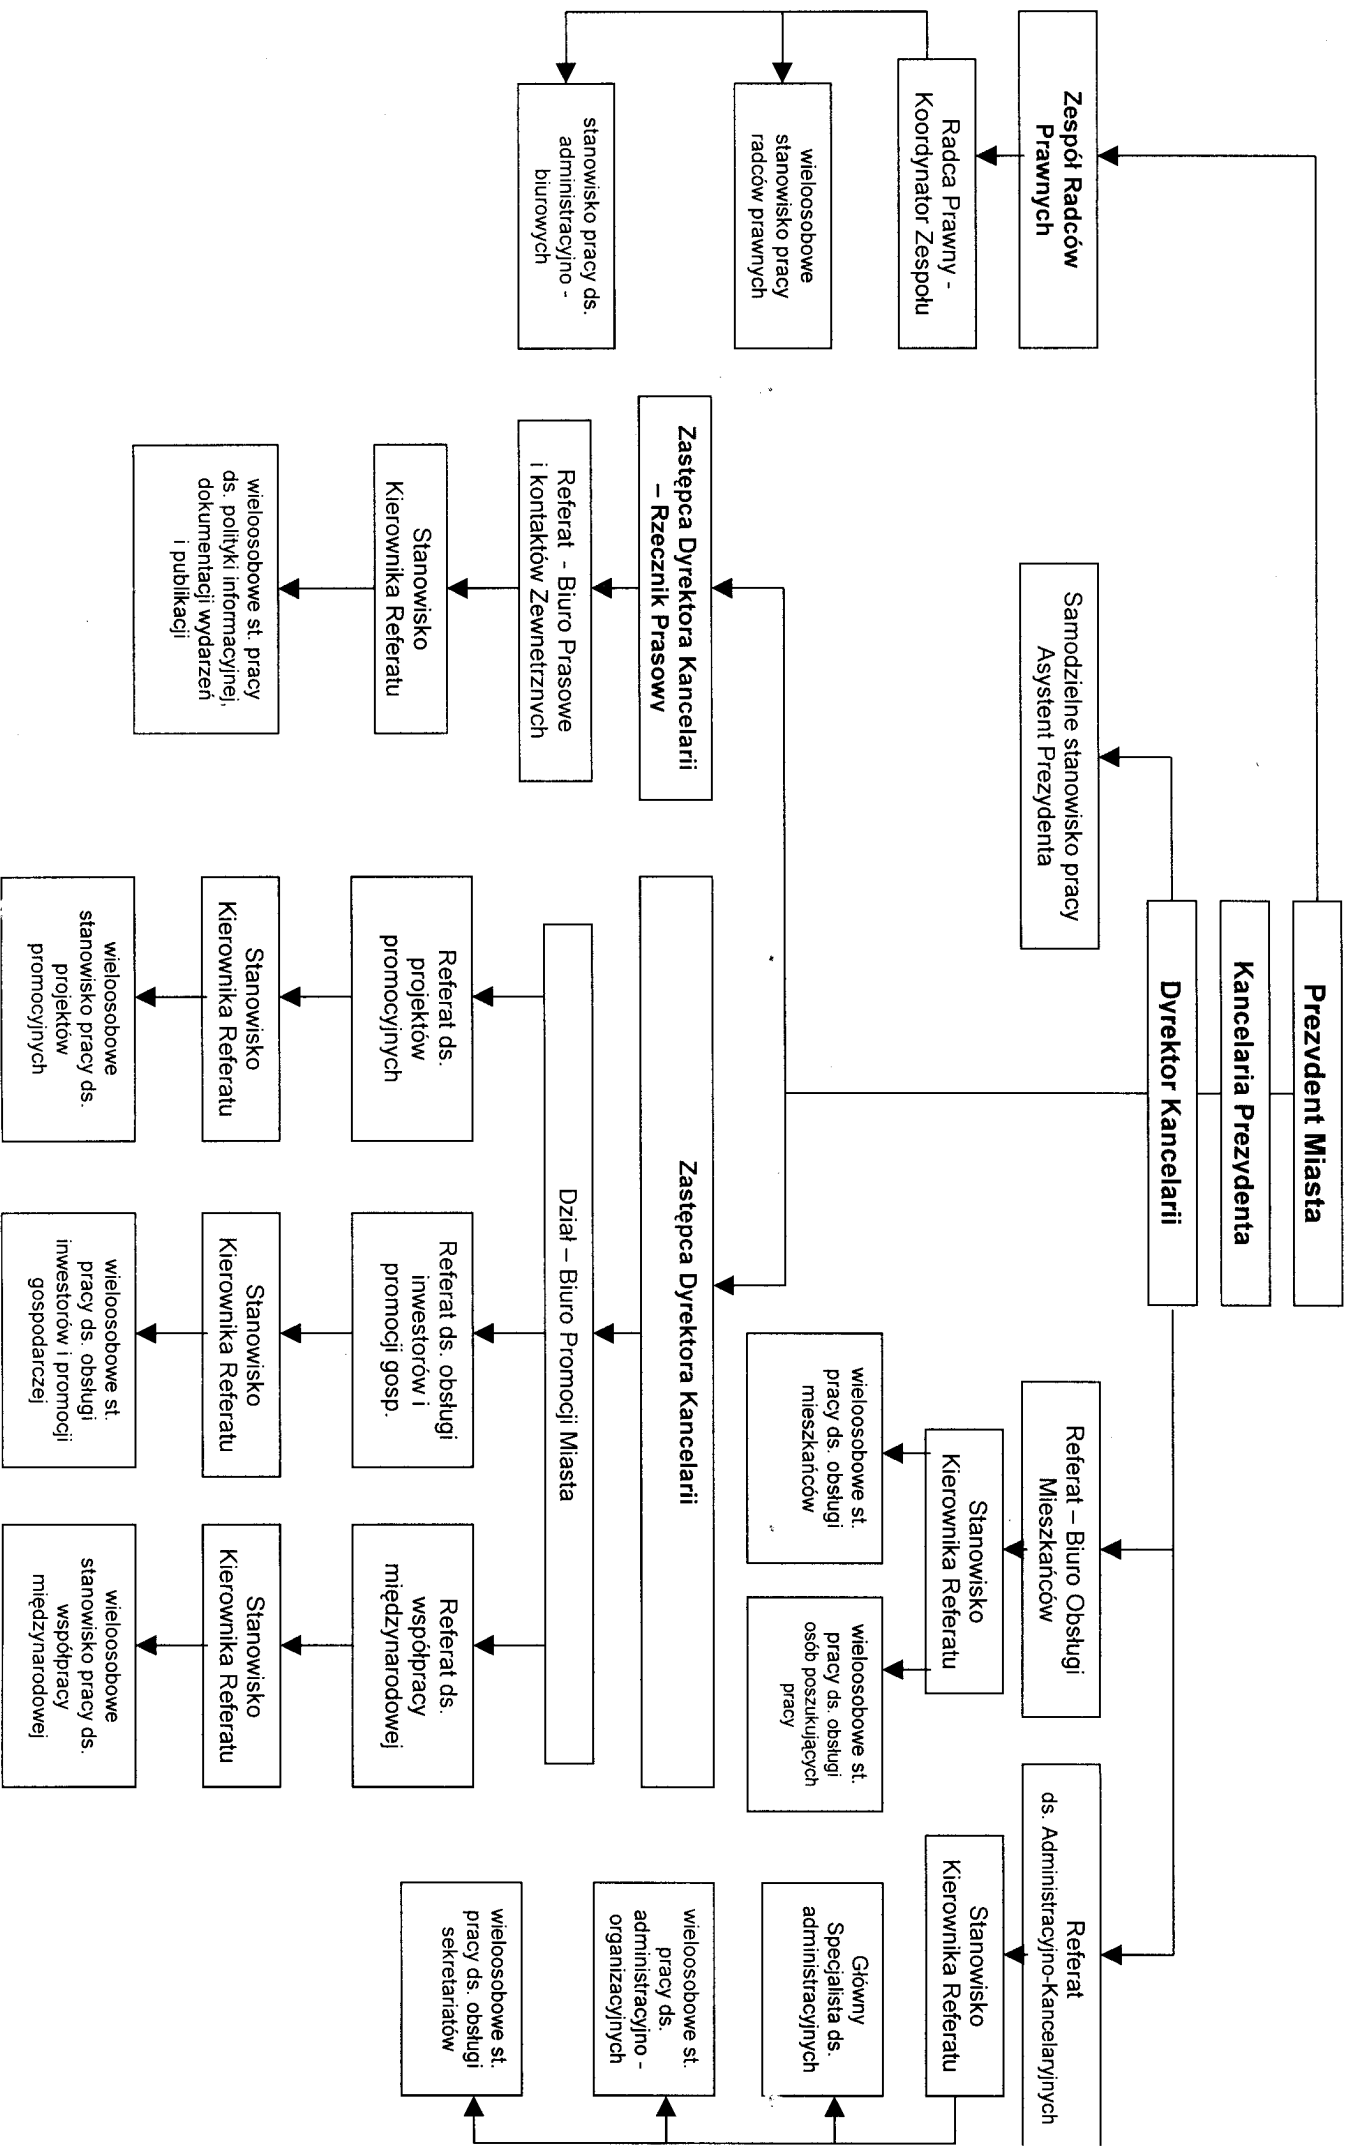 Prezydent Miasta
Kancelaria Prezydenta
Dyrektor Kancelarii
Zespół Radców
Prawnych
Radca Prawny -
Koordynator Zespołu
wieloosobowe
stanowisko pracy
radców prawnych
stanowisko pracy ds.
administracyjno -
biurowych
Samodzielne stanowisko pracy
Asystent Prezydenta
Zastępca Dyrektora Kancelarii
– Rzecznik Prasowy
Referat - Biuro Prasowe
i kontaktów Zewnetrznych
Stanowisko
Kierownika Referatu
wieloosobowe st. pracy
ds. polityki informacyjnej,
dokumentacji wydarzeń
i publikacji
Zastępca Dyrektora Kancelarii
Dział – Biuro Promocji Miasta
Referat ds.
projektów
promocyjnych
Stanowisko
Kierownika Referatu
wieloosobowe
stanowisko pracy ds.
projektów
promocyjnych
Referat ds. obsługi
inwestorów i
promocji gosp.
Stanowisko
Kierownika Referatu
wieloosobowe st.
pracy ds. obsługi
inwestorów i promocji
gospodarczej
Referat ds.
współpracy
międzynarodowej
Stanowisko
Kierownika Referatu
wieloosobowe
stanowisko pracy ds.
współpracy
międzynarodowej
Referat – Biuro Obsługi
Mieszkańców
Stanowisko
Kierownika Referatu
wieloosobowe st.
pracy ds. obsługi
mieszkańców
wieloosobowe st.
pracy ds. obsługi
osób poszukujących
pracy
Referat
ds. Administracyjno-Kancelaryjnych
Stanowisko
Kierownika Referatu
Główny
Specjalista ds.
administracyjnych
wieloosobowe st.
pracy ds.
administracyjno -
organizacyjnych
wieloosobowe st.
pracy ds. obsługi
sekretariatów